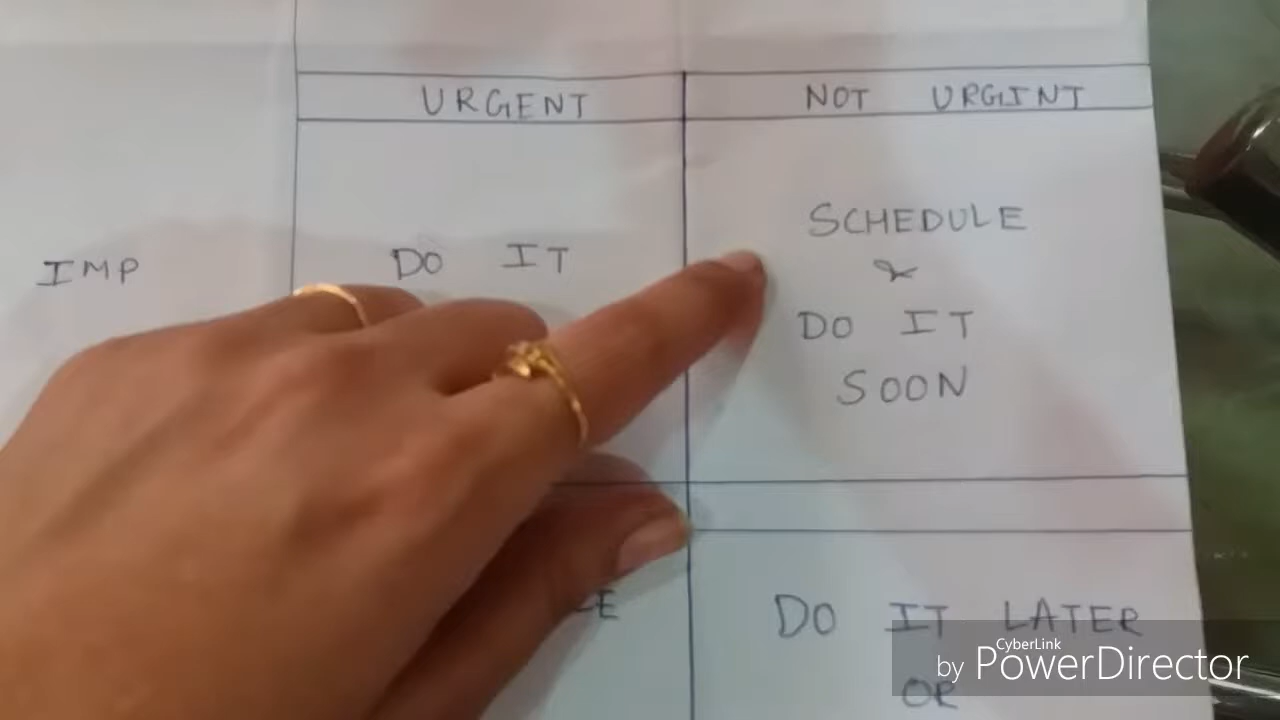 URGENT NOT URGINT
IMP
DO IT
SCHEDULE
&
DO IT
SOON
DO IT LATER
OR
CyberLink
by PowerDirector